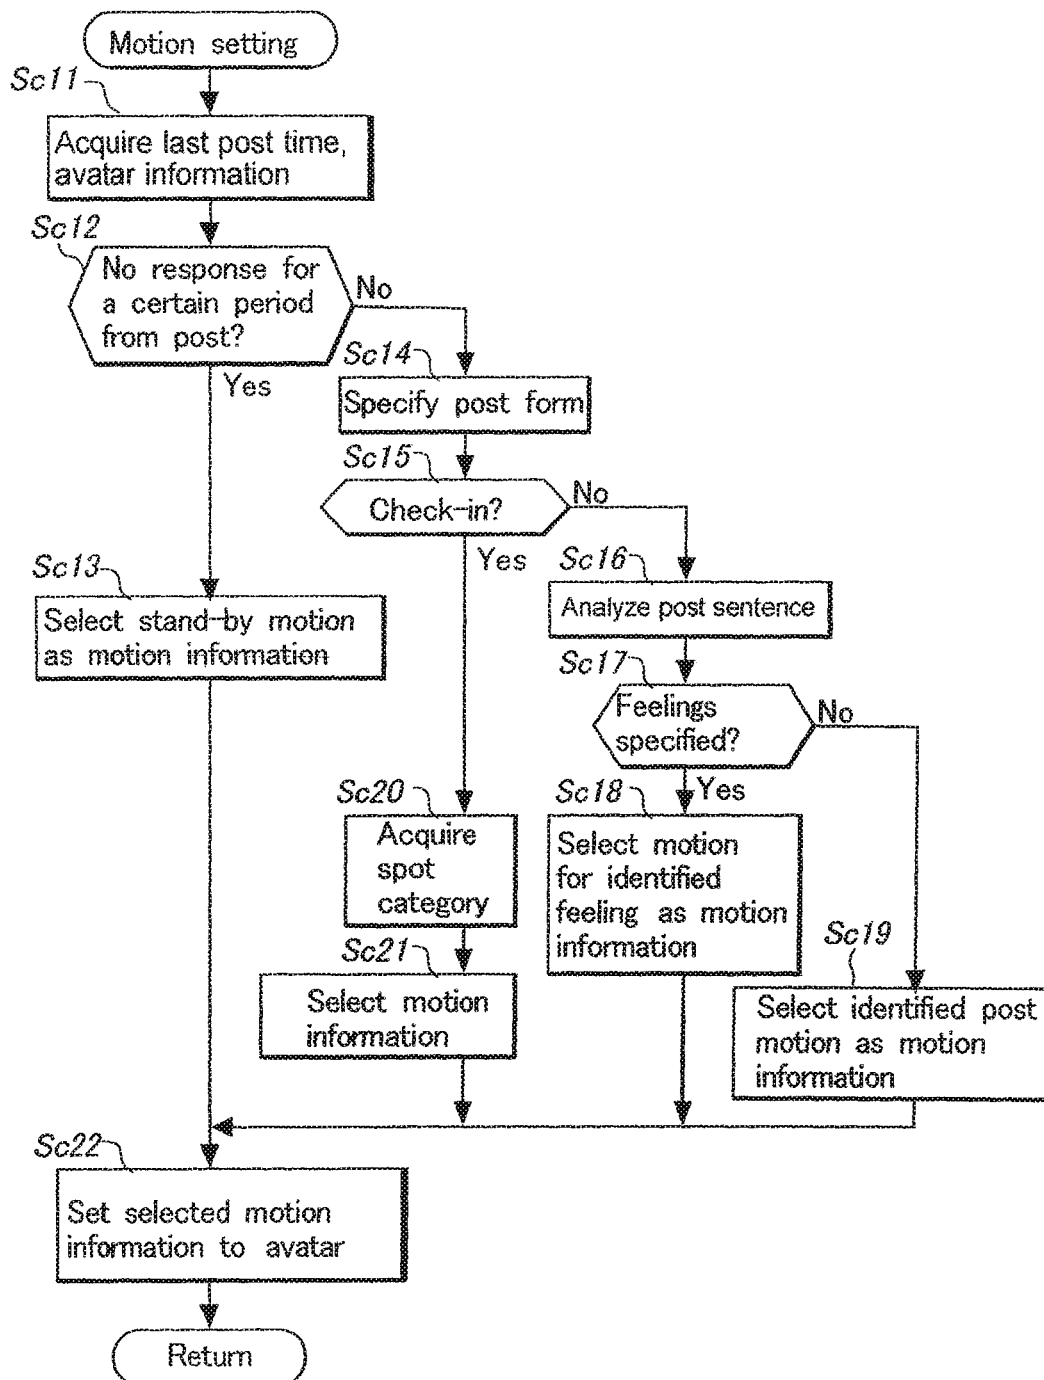 Motion setting
Sc11
Acquire last post time,
avatar information
Sc12
No response for
a certain period
from post?
No
Yes
Sc14
Specify post form
Sc15
Check-in?
No
Yes
Sc13
Select stand-by motion
as motion information
Sc16
Analyze post sentence
Sc17
Feelings
specified?
No
Yes
Sc20
Acquire
spot
category
Sc18
Select motion
for identified
feeling as motion
information
Sc21
Select motion
information
Sc19
Select identified post
motion as motion
information
Sc22
Set selected motion
information to avatar
Return